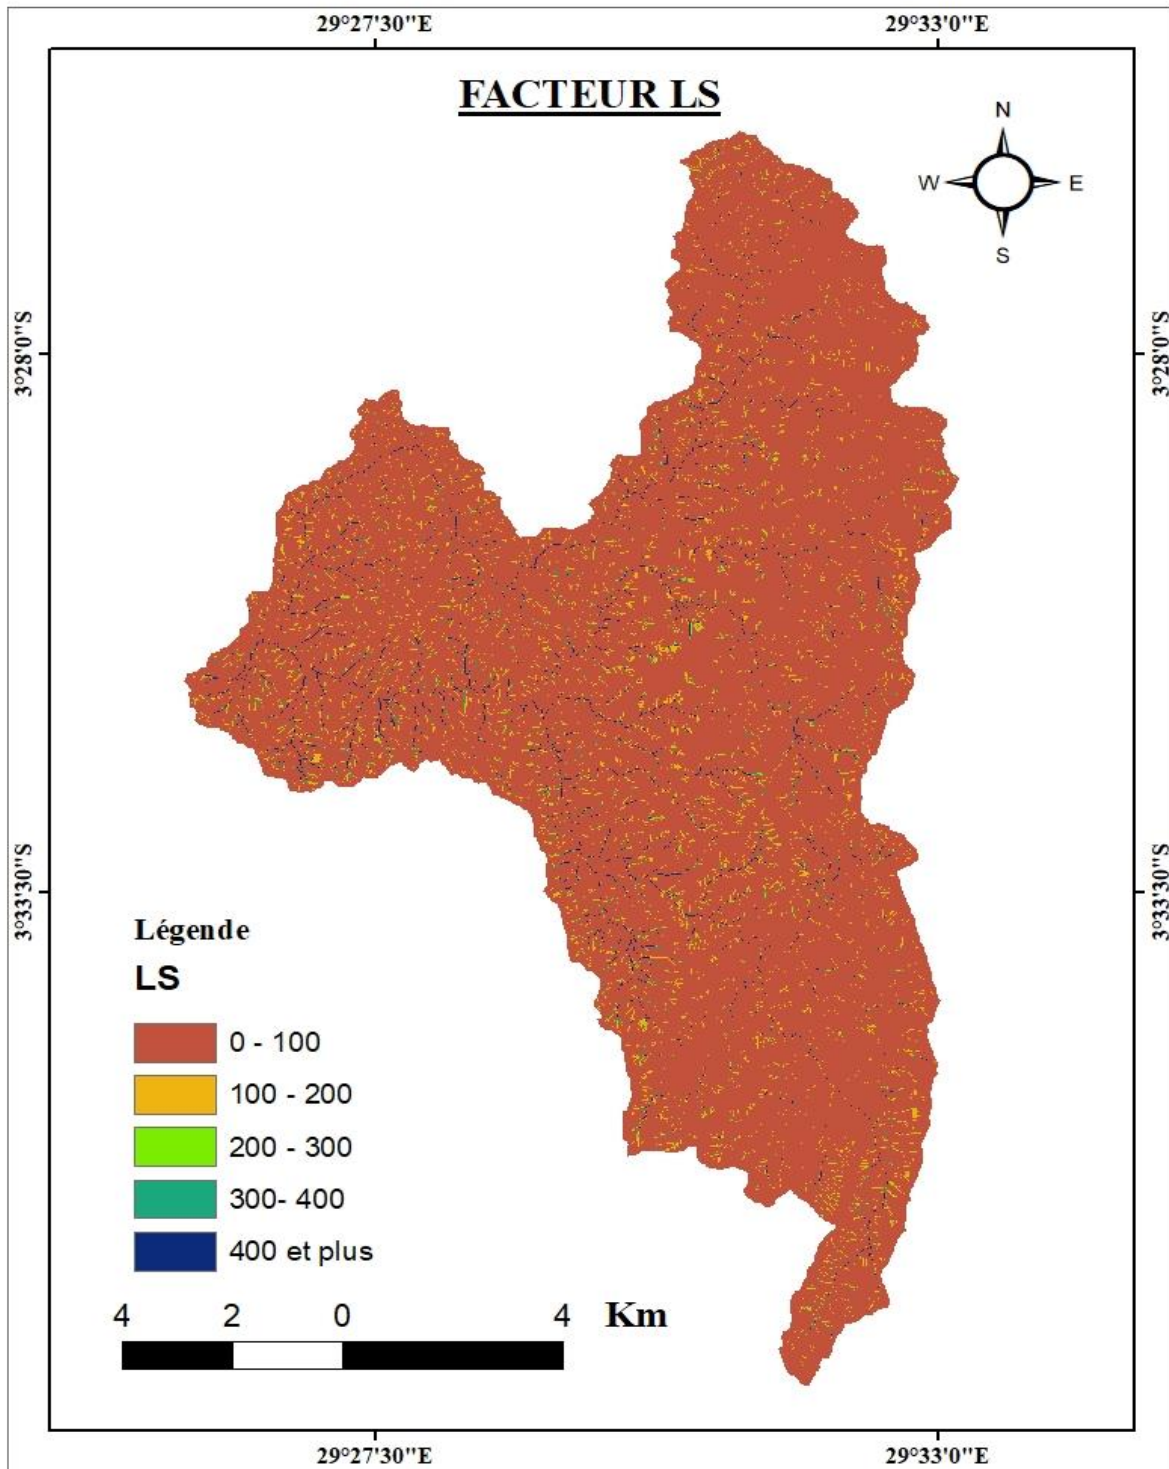 29°27'30"E 29°33'0"E
FACTEUR LS
N
W E
S
3°28'0"S 3°28'0"S
3°33'30"S 3°33'30"S
Légende
LS
0 - 100
100 - 200
200 - 300
300- 400
400 et plus
4 2 0 4 Km
29°27'30"E 29°33'0"E